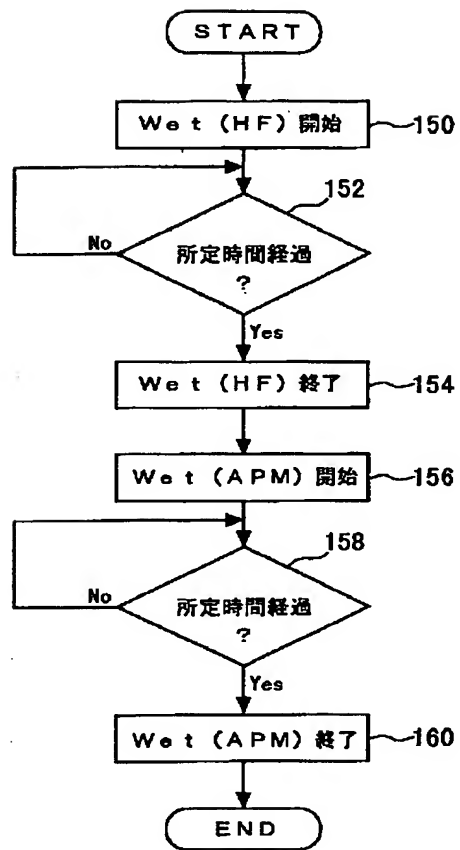 START
Wet(HF)開始
150
152
所定時間経過
?
No
Yes
Wet(HF)終了
154
Wet(APM)開始
156
158
所定時間経過
?
No
Yes
Wet(APM)終了
160
END